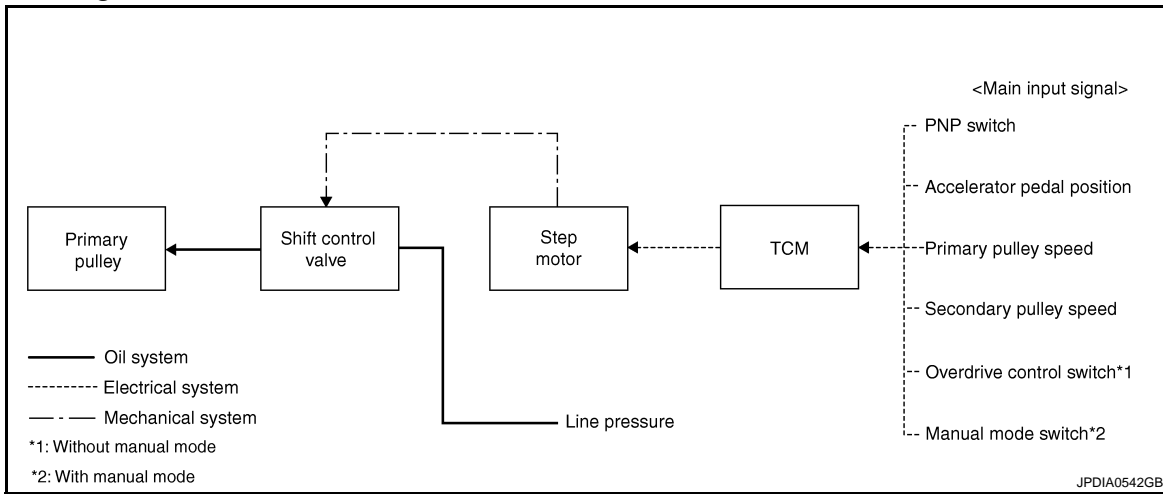 <Main input signal>
PNP switch
Accelerator pedal position
Primary pulley speed
Secondary pulley speed
Overdrive control switch*1
Manual mode switch*2
TCM
Step
motor
Shift control
valve
Primary
pulley
Line pressure
Oil system
Electrical system
Mechanical system
*1: Without manual mode
*2: With manual mode
JPDIA0542GB